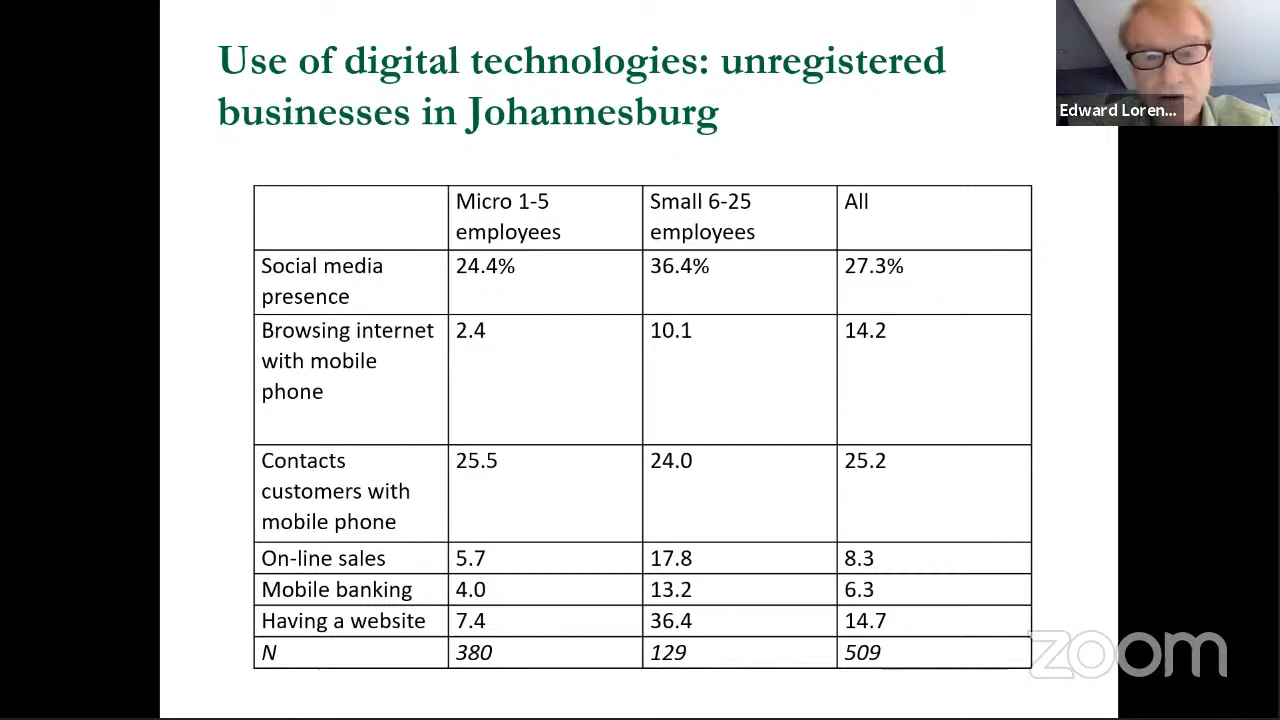 Use of digital technologies: unregistered
businesses in Johannesburg
Edward Loren...
Micro 1-5
employees
Small 6-25
employees
All
Social media
presence
24.4%
36.4%
27.3%
Browsing internet
with mobile
phone
2.4
10.1
14.2
Contacts
customers with
mobile phone
25.5
24.0
25.2
On-line sales
5.7
17.8
8.3
Mobile banking
4.0
13.2
6.3
Having a website
7.4
36.4
14.7
N
380
129
509
zoom